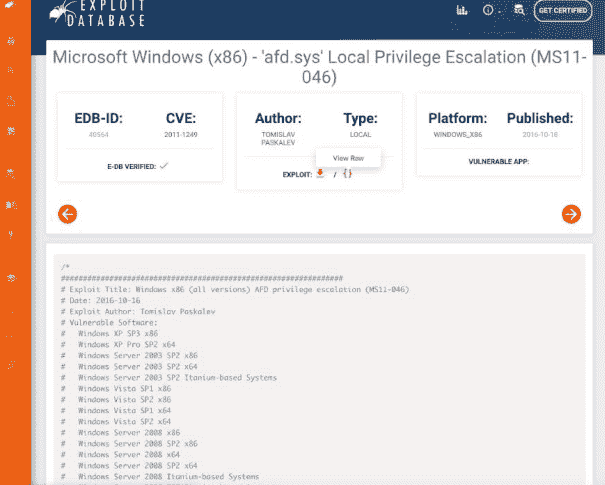 EXPLOIT
DATABASE
GET CERTIFIED
Microsoft Windows (x86) - 'afd.sys' Local Privilege Escalation (MS11-
046)
EDB-ID:
40564
CVE:
2011-1249
E-DB VERIFIED:
Author:
TOMISLAV
PASKALEV
Type:
LOCAL
View Raw
EXPLOIT: / {}
Platform:
WINDOWS_X86
Published:
2016-10-18
VULNERABLE APP:
/*
################################################################
# Exploit Title: Windows x86 (all versions) AFD privilege escalation (MS11-046)
# Date: 2016-10-16
# Exploit Author: Tomislav Paskalev
# Vulnerable Software:
# Windows XP SP3 x86
# Windows XP Pro SP2 x64
# Windows Server 2003 SP2 x86
# Windows Server 2003 SP2 x64
# Windows Server 2003 SP2 Itanium-based Systems
# Windows Vista SP1 x86
# Windows Vista SP2 x86
# Windows Vista SP1 x64
# Windows Vista SP2 x64
# Windows Server 2008 x86
# Windows Server 2008 SP2 x86
# Windows Server 2008 x64
# Windows Server 2008 SP2 x64
# Windows Server 2008 Itanium-based Systems